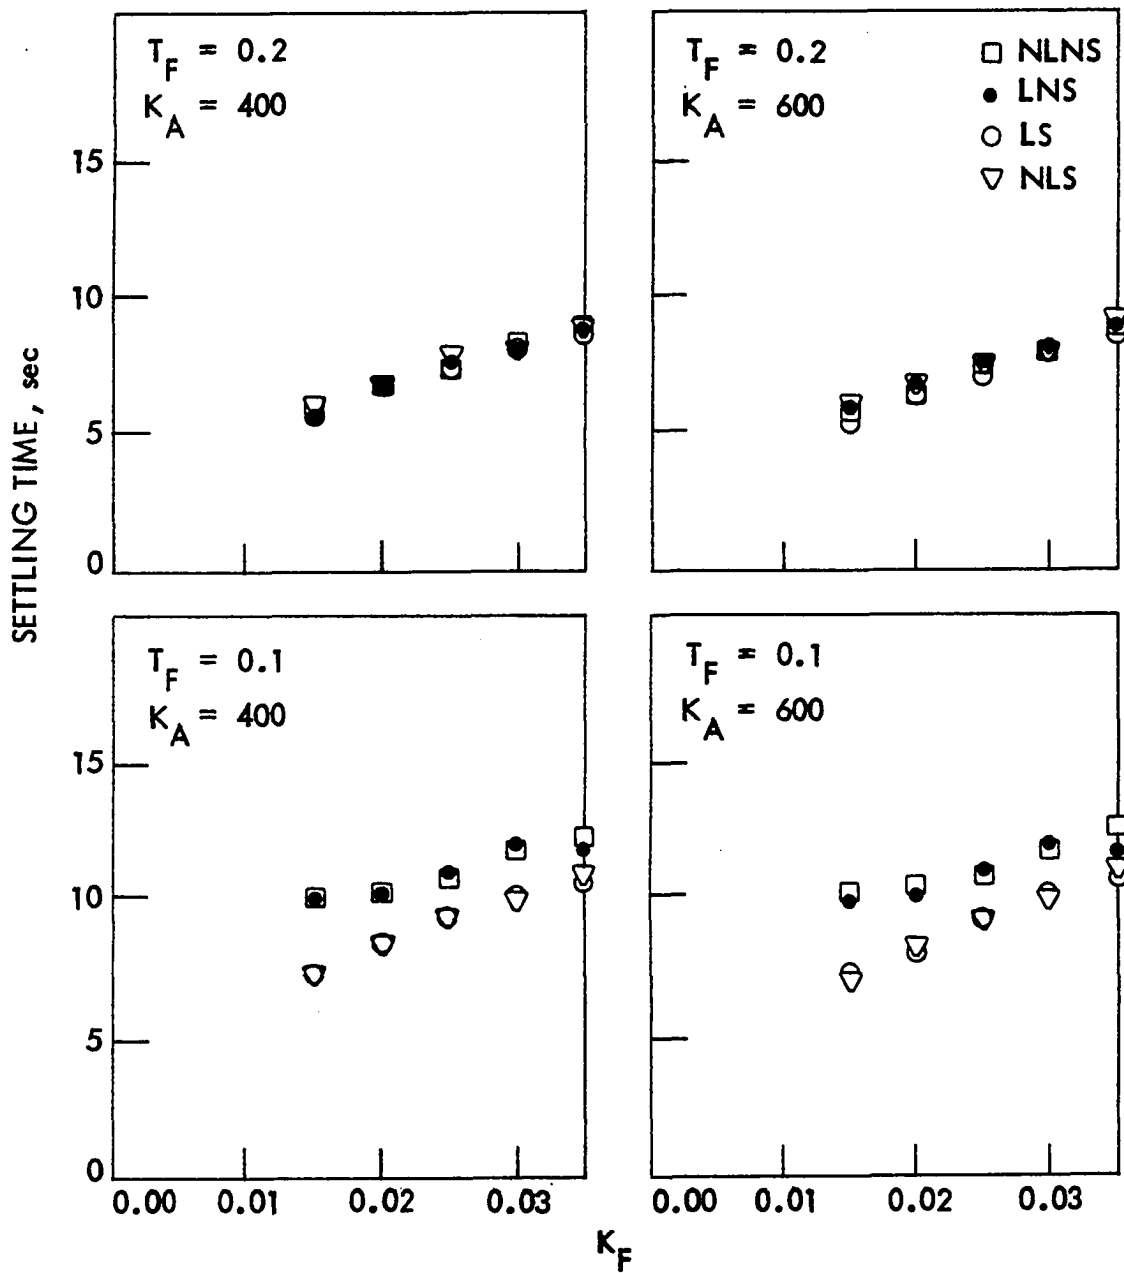 T_F = 0.2
K_A = 400
15
10
5
0
SETTLING TIME, sec
T_F = 0.2
K_A = 600
□ NLNS
● LNS
○ LS
▽ NLS
T_F = 0.1
K_A = 400
15
10
5
0
0.00 0.01 0.02 0.03
T_F = 0.1
K_A = 600
0.00 0.01 0.02 0.03
K_F